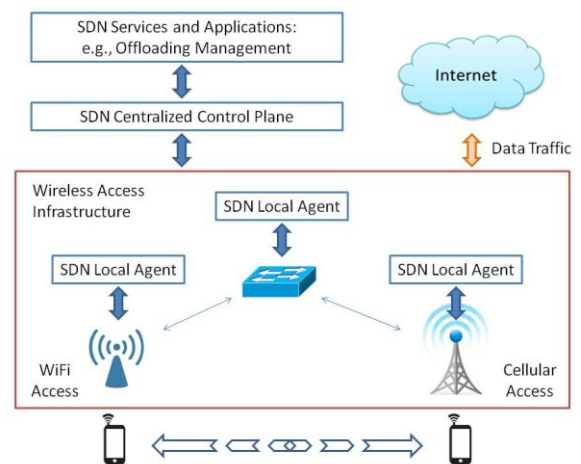 SDN Services and Applications:
e.g., Offloading Management
Internet
SDN Centralized Control Plane
Data Traffic
Wireless Access
Infrastructure
SDN Local Agent
SDN Local Agent
SDN Local Agent
WiFi
Access
Cellular
Access